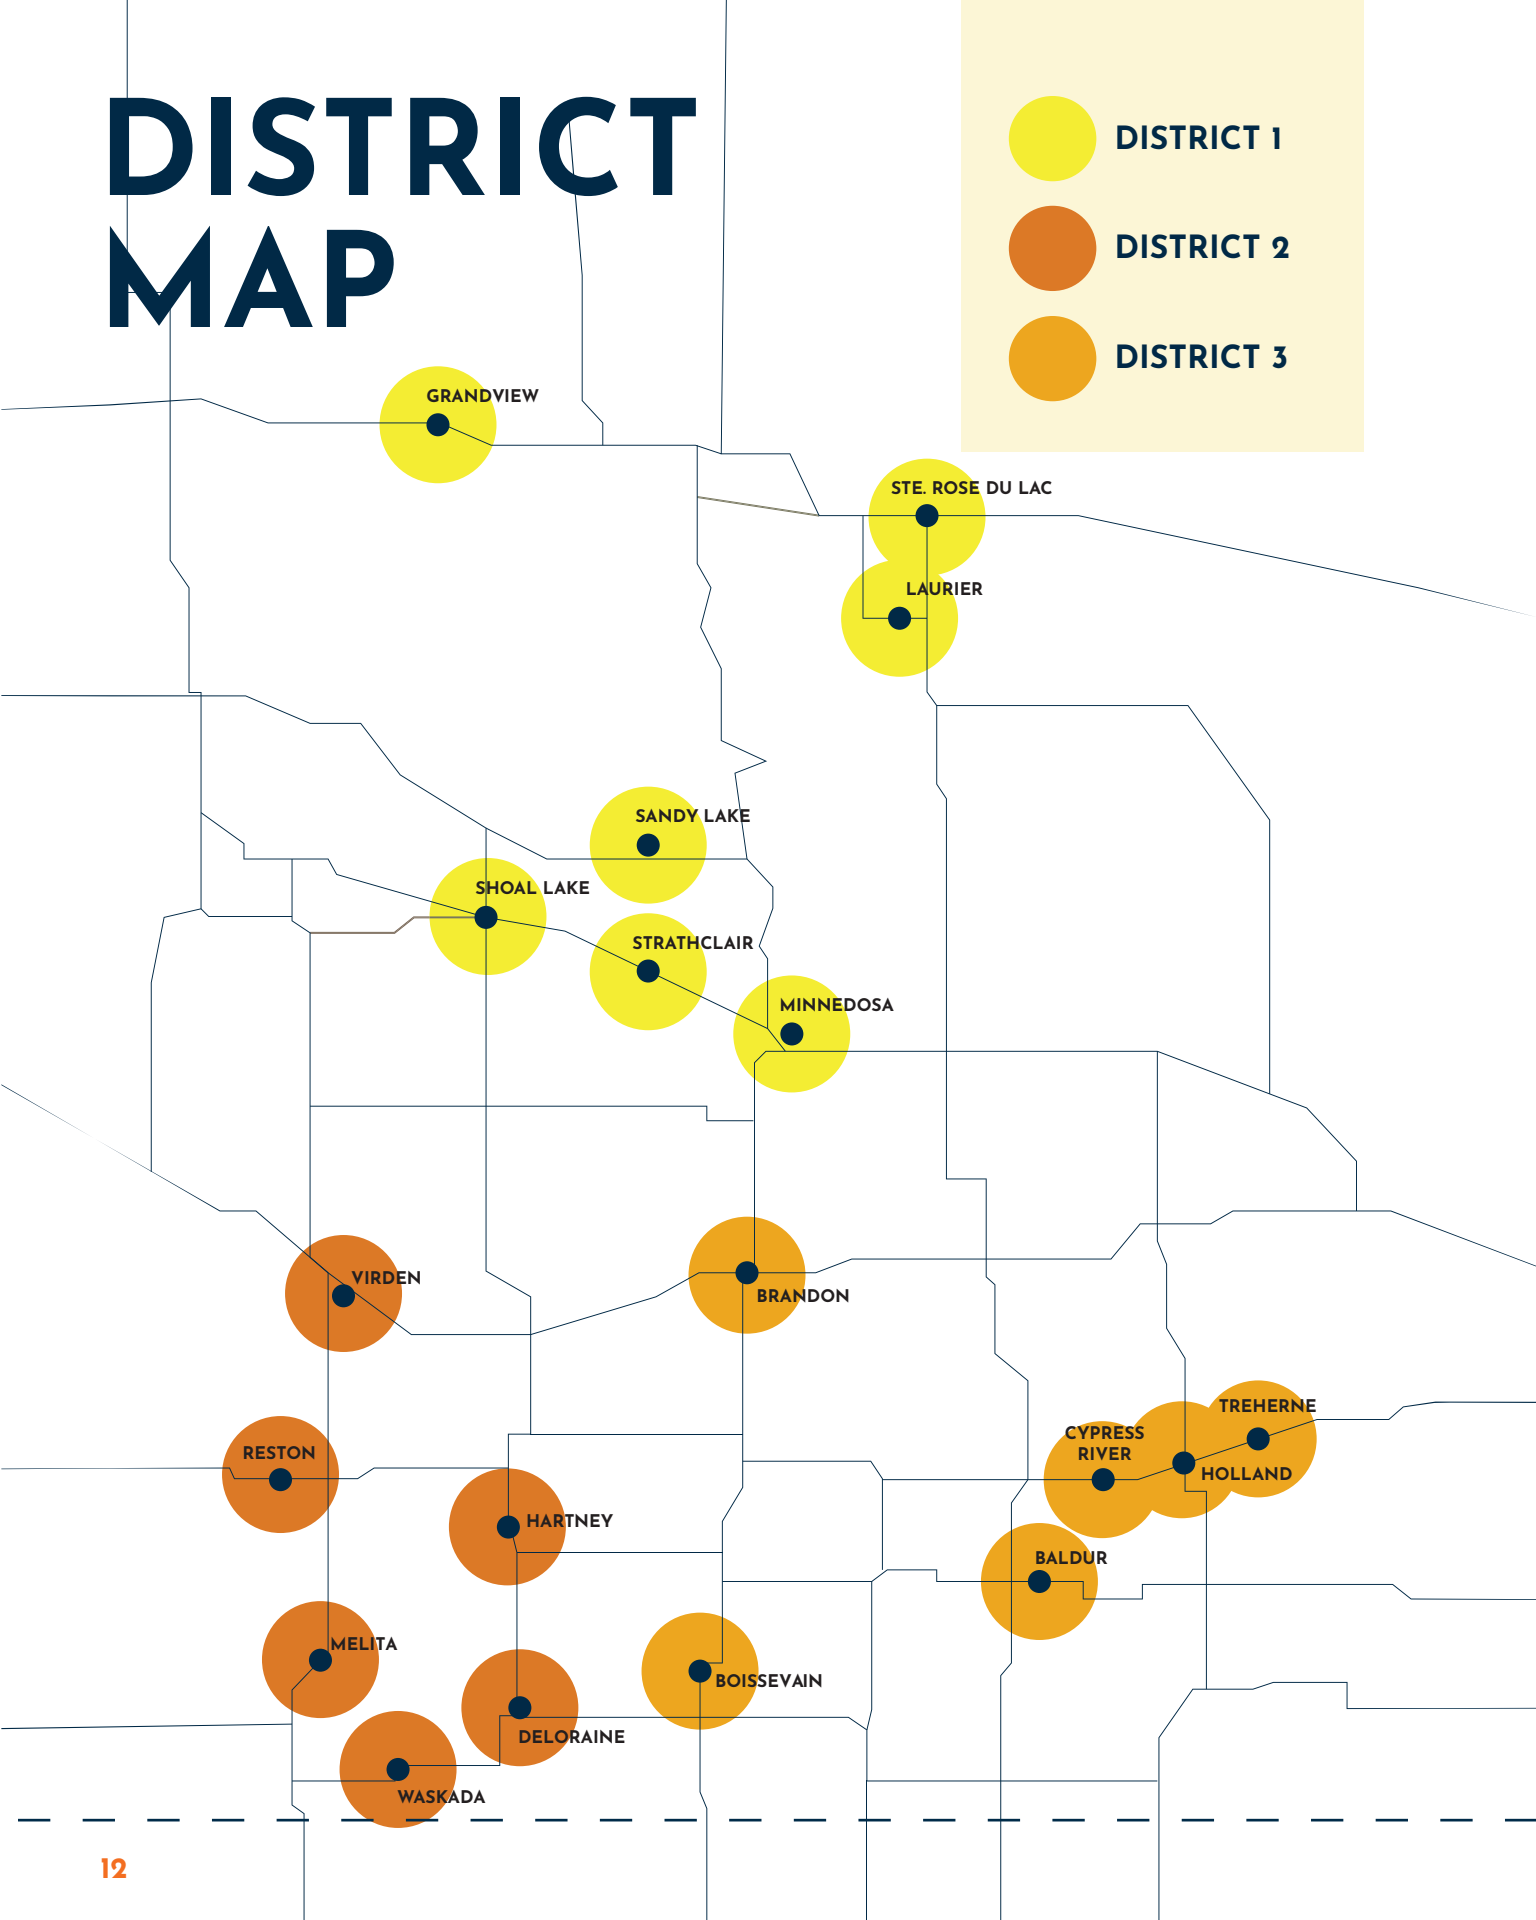 DISTRICT
MAP
DISTRICT 1
DISTRICT 2
DISTRICT 3
GRANDVIEW
STE. ROSE DU LAC
LAURIER
SANDY LAKE
SHOAL LAKE
STRATHCLAIR
MINNEDOSA
VIRDEN
BRANDON
TREHERNE
CYPRESS
RIVER
HOLLAND
RESTON
HARTNEY
BALDUR
MELITA
BOISSEVAIN
DELORAINE
WASKADA
12